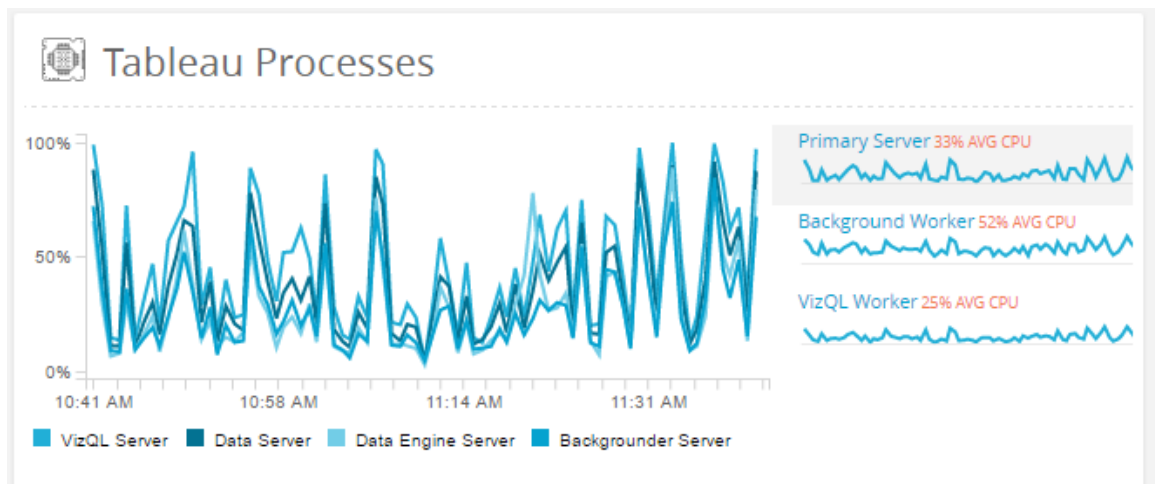 Tableau Processes
100%
50%
0%
10:41 AM 10:58 AM 11:14 AM 11:31 AM
VizQL Server Data Server Data Engine Server Backgrounder Server
Primary Server 33% AVG CPU
Background Worker 52% AVG CPU
VizQL Worker 25% AVG CPU